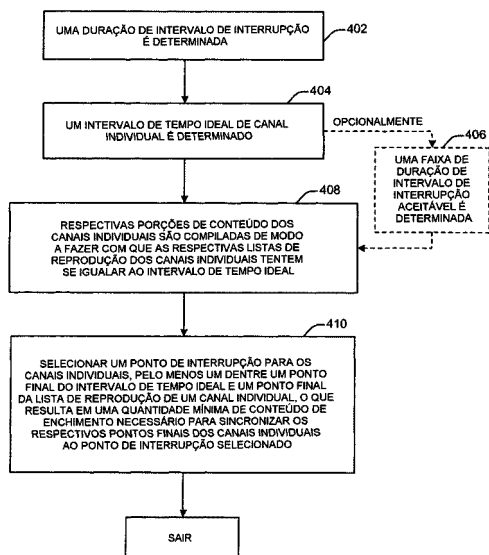 402
UMA DURAÇÃO DE INTERVALO DE INTERRUPÇÃO
É DETERMINADA
404
UM INTERVALO DE TEMPO IDEAL DE CANAL
INDIVIDUAL É DETERMINADO
OPCIONALMENTE
406
UMA FAIXA DE
DURAÇÃO DE
INTERVALO DE
INTERRUPÇÃO
ACEITÁVEL É
DETERMINADA
408
RESPECTIVAS PORÇÕES DE CONTEÚDO DOS
CANAIS INDIVIDUAIS SÃO COMPILADAS DE MODO
A FAZER COM QUE AS RESPECTIVAS LISTAS DE
REPRODUÇÃO DOS CANAIS INDIVIDUAIS TENTEM
SE IGUALAR AO INTERVALO DE TEMPO IDEAL
410
SELECIONAR UM PONTO DE INTERRUPÇÃO PARA OS
CANAIS INDIVIDUAIS, PELO MENOS UM DENTRE UM PONTO
FINAL DO INTERVALO DE TEMPO IDEAL E UM PONTO FINAL
DA LISTA DE REPRODUÇÃO DE UM CANAL INDIVIDUAL, O QUE
RESULTA EM UMA QUANTIDADE MÍNIMA DE CONTEÚDO DE
ENCHIMENTO NECESSÁRIO PARA SINCRONIZAR OS
RESPECTIVOS PONTOS FINAIS DOS CANAIS INDIVIDUAIS
AO PONTO DE INTERRUPÇÃO SELECIONADO
SAIR